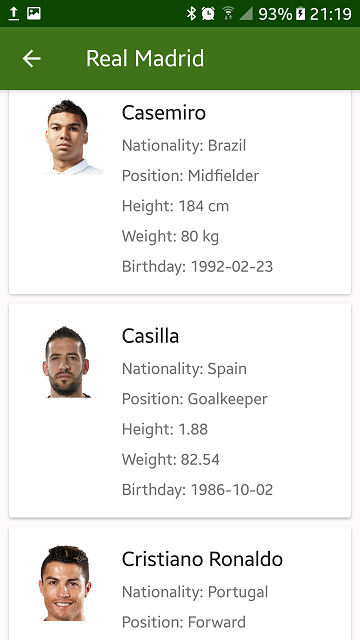 93% 21:19
Real Madrid
Casemiro
Nationality: Brazil
Position: Midfielder
Height: 184 cm
Weight: 80 kg
Birthday: 1992-02-23
Casilla
Nationality: Spain
Position: Goalkeeper
Height: 1.88
Weight: 82.54
Birthday: 1986-10-02
Cristiano Ronaldo
Nationality: Portugal
Position: Forward